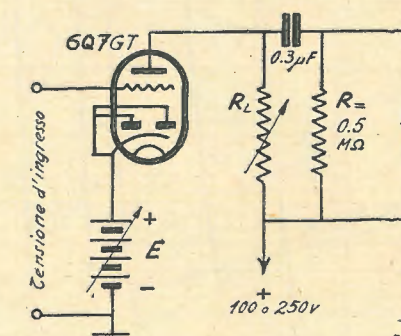 6Q7GT
0.3µF
RL
R=
0.5
MΩ
Tensione d'ingresso
+
E
-
+
100 o 250V